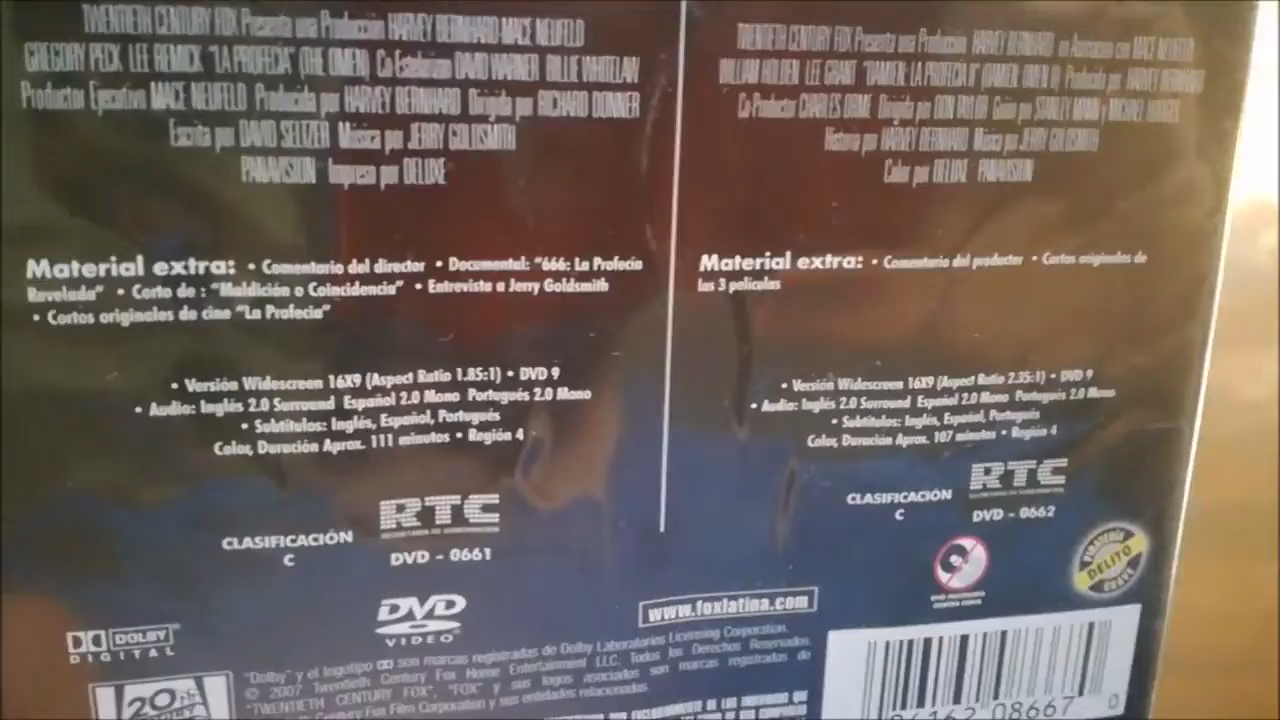 TWENTIETH CENTURY FOX Presenta una Producción HARVEY BERNHARD-MACE NEUFELD
GREGORY PECK LEE REMICK "LA PROFECIA" (THE OMEN) Co Estelarizan DAVID WARNER BILLIE WHITELAW
Productor Ejecutivo MACE NEUFELD Producida por HARVEY BERNHARD Dirigida por RICHARD DONNER
Escrita por DAVID SELTZER Música por JERRY GOLDSMITH
PANAVISION Impreso por DELUXE
Material extra: • Comentario del director • Documental: "666: La Profecía
Revelada" • Corto de : "Maldición o Coincidencia" • Entrevista a Jerry Goldsmith
• Cortos originales de cine "La Profecía"
• Versión Widescreen 16X9 (Aspect Ratio 1.85:1) • DVD 9
• Audio: Inglés 2.0 Surround Español 2.0 Mono Portugués 2.0 Mono
• Subtítulos: Inglés, Español, Portugués
Color, Duración Aprox. 111 minutos • Región 4
CLASIFICACIÓN
C
RTC
DVD - 0661
TWENTIETH CENTURY FOX Presenta una Producción HARVEY BERNHARD en Asociación con MACE NEUFELD
WILLIAM HOLDEN LEE GRANT "DAMIEN: LA PROFECIA II" (DAMIEN: OMEN II) Producida por HARVEY BERNHARD
Co-Productor CHARLES ORME Dirigida por DON TAYLOR Guión por STANLEY MANN y MICHAEL HODGES
Historia por HARVEY BERNHARD Música por JERRY GOLDSMITH
Color por DELUXE PANAVISION
Material extra: • Comentario del productor • Cortos originales de
las 3 películas
• Versión Widescreen 16X9 (Aspect Ratio 2.35:1) • DVD 9
• Audio: Inglés 2.0 Surround Español 2.0 Mono Portugués 2.0 Mono
• Subtítulos: Inglés, Español, Portugués
Color, Duración Aprox. 107 minutos • Región 4
CLASIFICACIÓN
C
RTC
DVD - 0662
PIRATERÍA
DELITO
GRAVE
DOLBY
DIGITAL
DVD
VIDEO
www.foxlatina.com
"Dolby" y el logotipo son marcas registradas de Dolby Laboratories Licensing Corporation.
© 2007 Twentieth Century Fox Home Entertainment LLC. Todos los Derechos Reservados.
"TWENTIETH CENTURY FOX", "FOX" y sus logos asociados son marcas registradas de
Century Fox Film Corporation y sus entidades relacionadas.
20th
08667 0